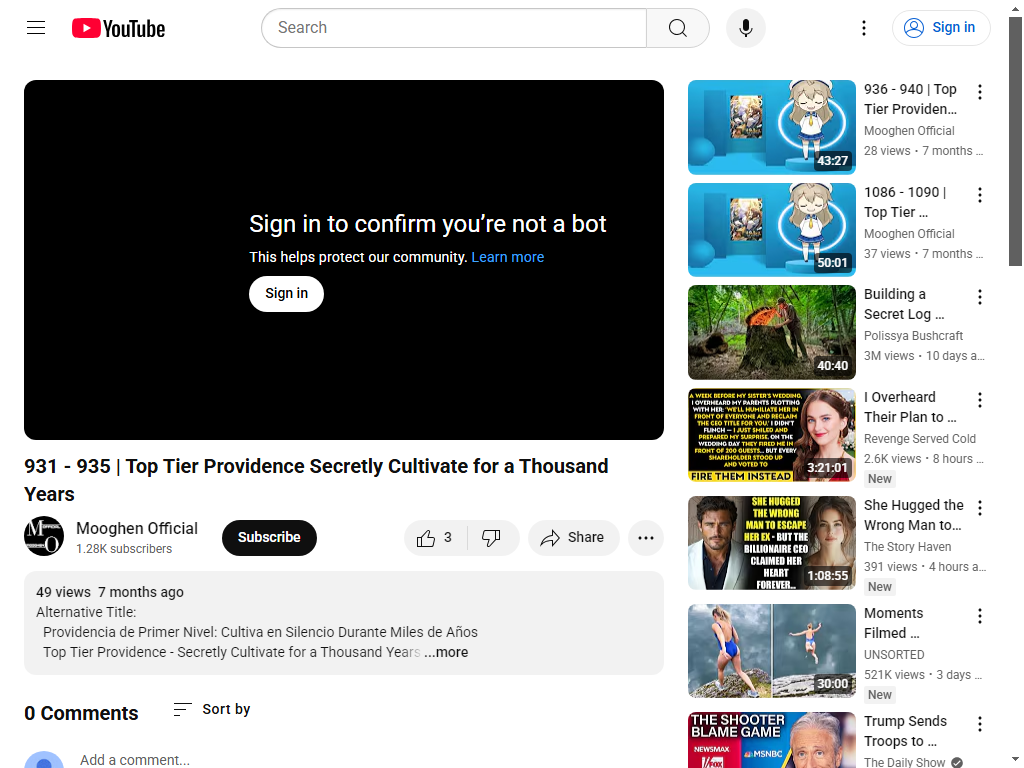 YouTube
Search
Sign in
Sign in to confirm you’re not a bot
This helps protect our community. Learn more
Sign in
931 - 935 | Top Tier Providence Secretly Cultivate for a Thousand
Years
Mooghen Official
1.28K subscribers
Subscribe
3
Share
49 views 7 months ago
Alternative Title:
Providencia de Primer Nivel: Cultiva en Silencio Durante Miles de Años
Top Tier Providence - Secretly Cultivate for a Thousand Years ...more
0 Comments
Sort by
Add a comment...
43:27
936 - 940 | Top
Tier Providen...
Mooghen Official
28 views • 7 months ...
50:01
1086 - 1090 |
Top Tier ...
Mooghen Official
37 views • 7 months ...
40:40
Building a
Secret Log ...
Polissya Bushcraft
3M views • 10 days a...
A WEEK BEFORE MY SISTER'S WEDDING,
I OVERHEARD MY PARENTS PLOTTING
WITH HER: 'WE'LL HUMILIATE HER IN
FRONT OF EVERYONE AND RECLAIM
THE CEO TITLE FOR YOU.' I DIDN'T
FLINCH — I JUST SMILED AND
PREPARED MY SURPRISE. ON THE
WEDDING DAY THEY FIRED ME IN
FRONT OF 200 GUESTS... BUT EVERY
SHAREHOLDER STOOD UP
AND VOTED TO
FIRE THEM INSTEAD
3:21:01
I Overheard
Their Plan to ...
Revenge Served Cold
2.6K views • 8 hours ...
New
SHE HUGGED
THE WRONG
MAN TO ESCAPE
HER EX - BUT THE
BILLIONAIRE CEO
CLAIMED HER
HEART
FOREVER...
1:08:55
She Hugged the
Wrong Man to...
The Story Haven
391 views • 4 hours a...
New
30:00
Moments
Filmed ...
UNSORTED
521K views • 3 days ...
New
THE SHOOTER
BLAME GAME
NEWSMAX
MSNBC
FOX
Trump Sends
Troops to ...
The Daily Show